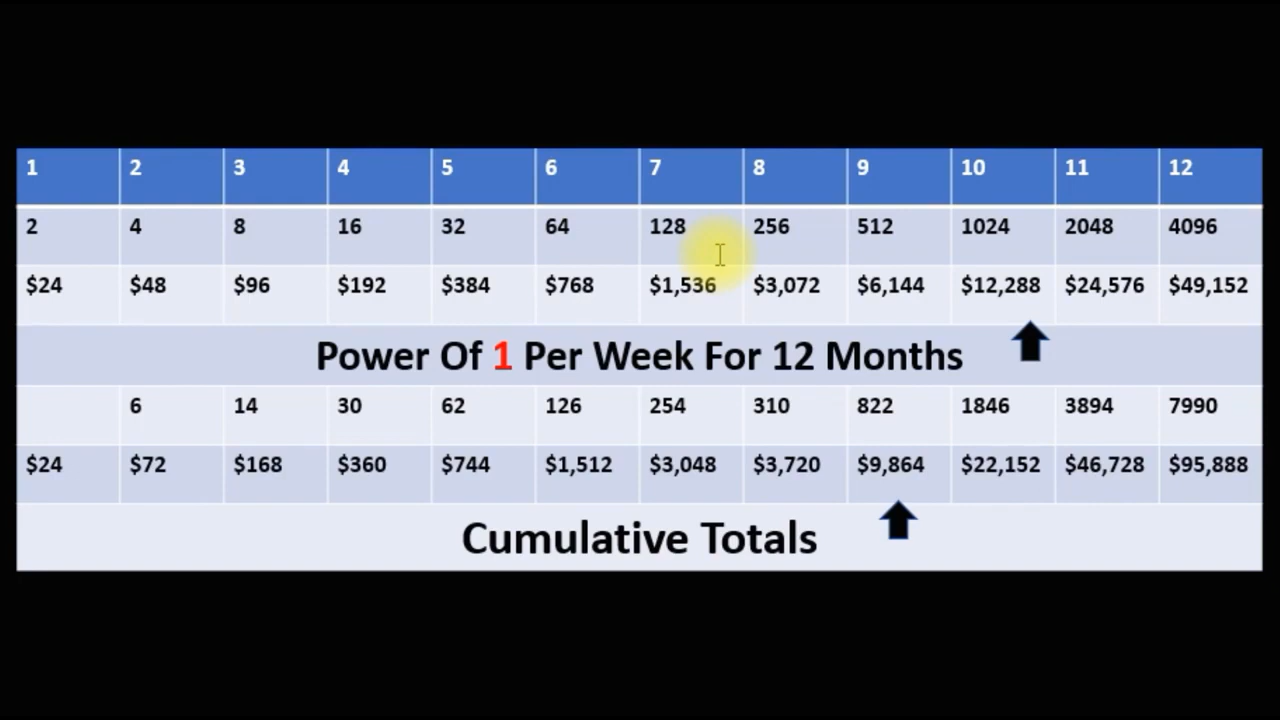 1 2 3 4 5 6 7 8 9 10 11 12
2 4 8 16 32 64 128 256 512 1024 2048 4096
$24 $48 $96 $192 $384 $768 $1,536 $3,072 $6,144 $12,288 $24,576 $49,152
Power Of 1 Per Week For 12 Months
6 14 30 62 126 254 310 822 1846 3894 7990
$24 $72 $168 $360 $744 $1,512 $3,048 $3,720 $9,864 $22,152 $46,728 $95,888
Cumulative Totals